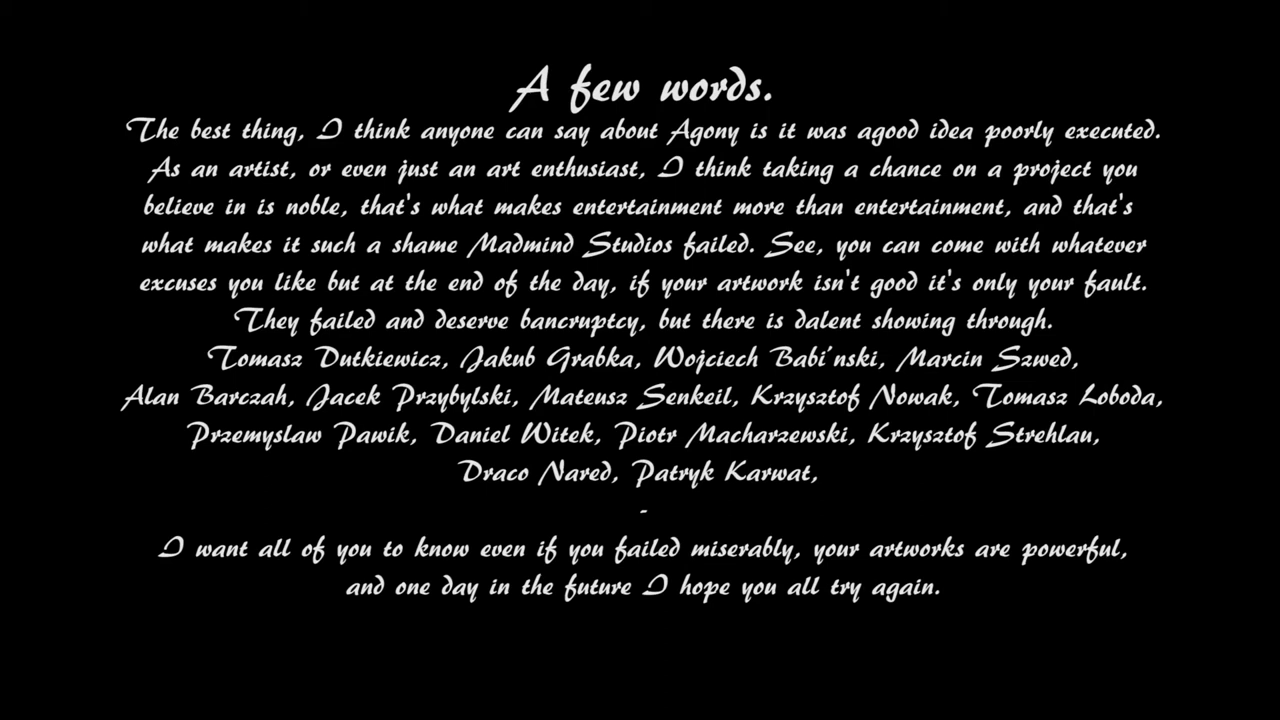 A few words.
The best thing, I think anyone can say about Agony is it was agood idea poorly executed.
As an artist, or even just an art enthusiast, I think taking a chance on a project you
believe in is noble, that's what makes entertainment more than entertainment, and that's
what makes it such a shame Madmind Studios failed. See, you can come with whatever
excuses you like but at the end of the day, if your artwork isn't good it's only your fault.
They failed and deserve bancruptcy, but there is dalent showing through.
Tomasz Dutkiewicz, Jakub Grabka, Wojciech Babi'nski, Marcin Szwed,
Alan Barczah, Jacek Przybylski, Mateusz Senkeil, Krzysztof Nowak, Tomasz Loboda,
Przemyslaw Pawik, Daniel Witek, Piotr Macharzewski, Krzysztof Strehlau,
Draco Nared, Patryk Karwat,
-
I want all of you to know even if you failed miserably, your artworks are powerful,
and one day in the future I hope you all try again.